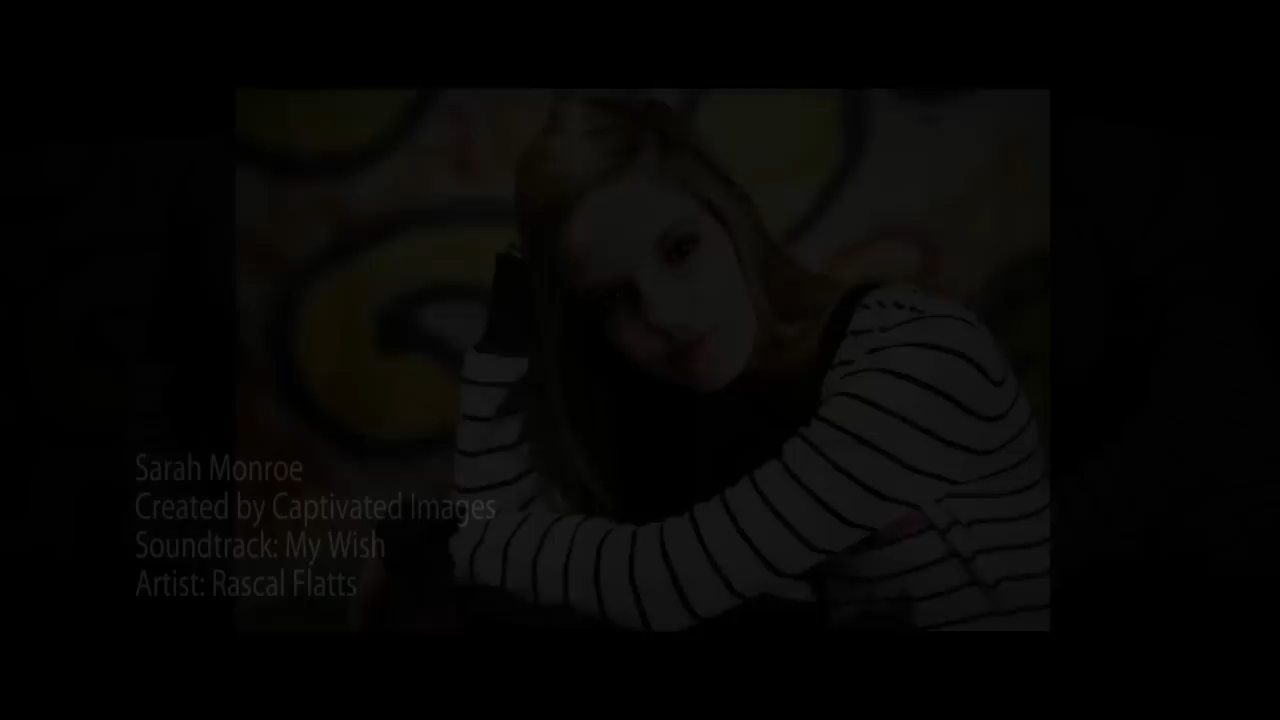 Sarah Monroe
Created by Captivated Images
Soundtrack: My Wish
Artist: Rascal Flatts